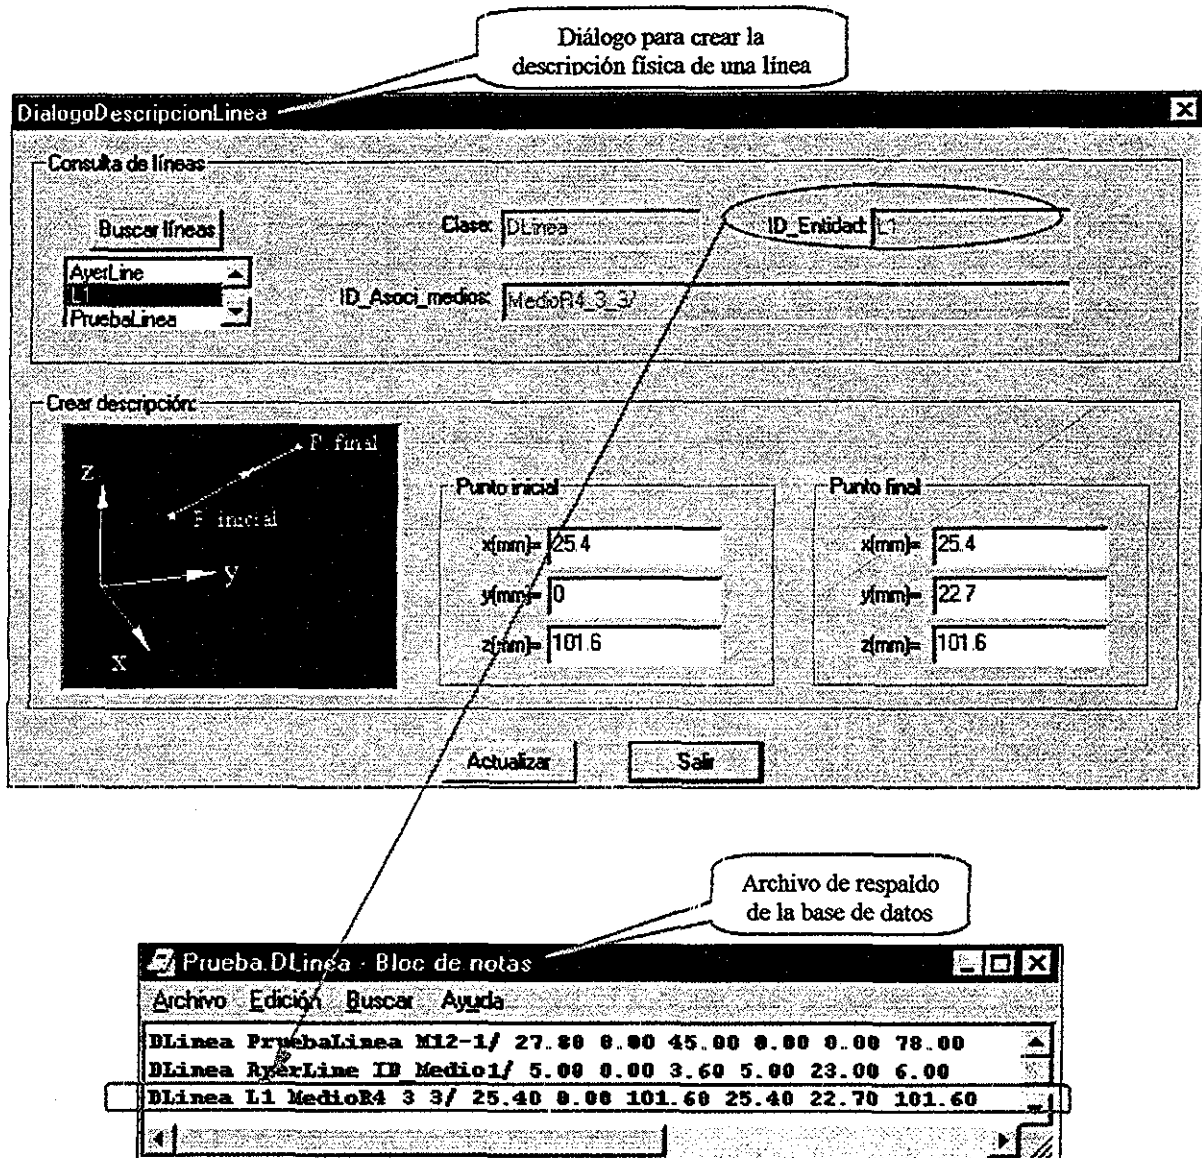 Diálogo para crear la
descripción física de una línea
DialogoDescripcionLinea
Consulta de líneas
Buscar líneas
Clase: DLinea
ID_Entidad: L1
AyerLine
L1
PruebaLinea
ID_Asoci_medios: MedioR4_3_3/
Crear descripción:
P. final
z
P. inicial
y
x
Punto inicial
x(mm)= 25.4
y(mm)= 0
z(mm)= 101.6
Punto final
x(mm)= 25.4
y(mm)= 22.7
z(mm)= 101.6
Actualizar
Salir
Archivo de respaldo
de la base de datos
Prueba.DLinea - Bloc de notas
Archivo Edición Buscar Ayuda
DLinea PruebaLinea M12-1/ 27.80 0.00 45.00 0.00 0.00 78.00
DLinea AyerLine ID_Medio1/ 5.00 0.00 3.60 5.00 23.00 6.00
DLinea L1 MedioR4_3_3/ 25.40 0.00 101.60 25.40 22.70 101.60